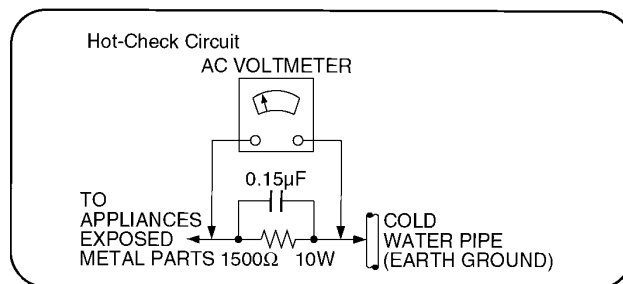 Hot-Check Circuit
AC VOLTMETER
0.15µF
TO
APPLIANCES
EXPOSED
METAL PARTS
1500Ω 10W
COLD
WATER PIPE
(EARTH GROUND)